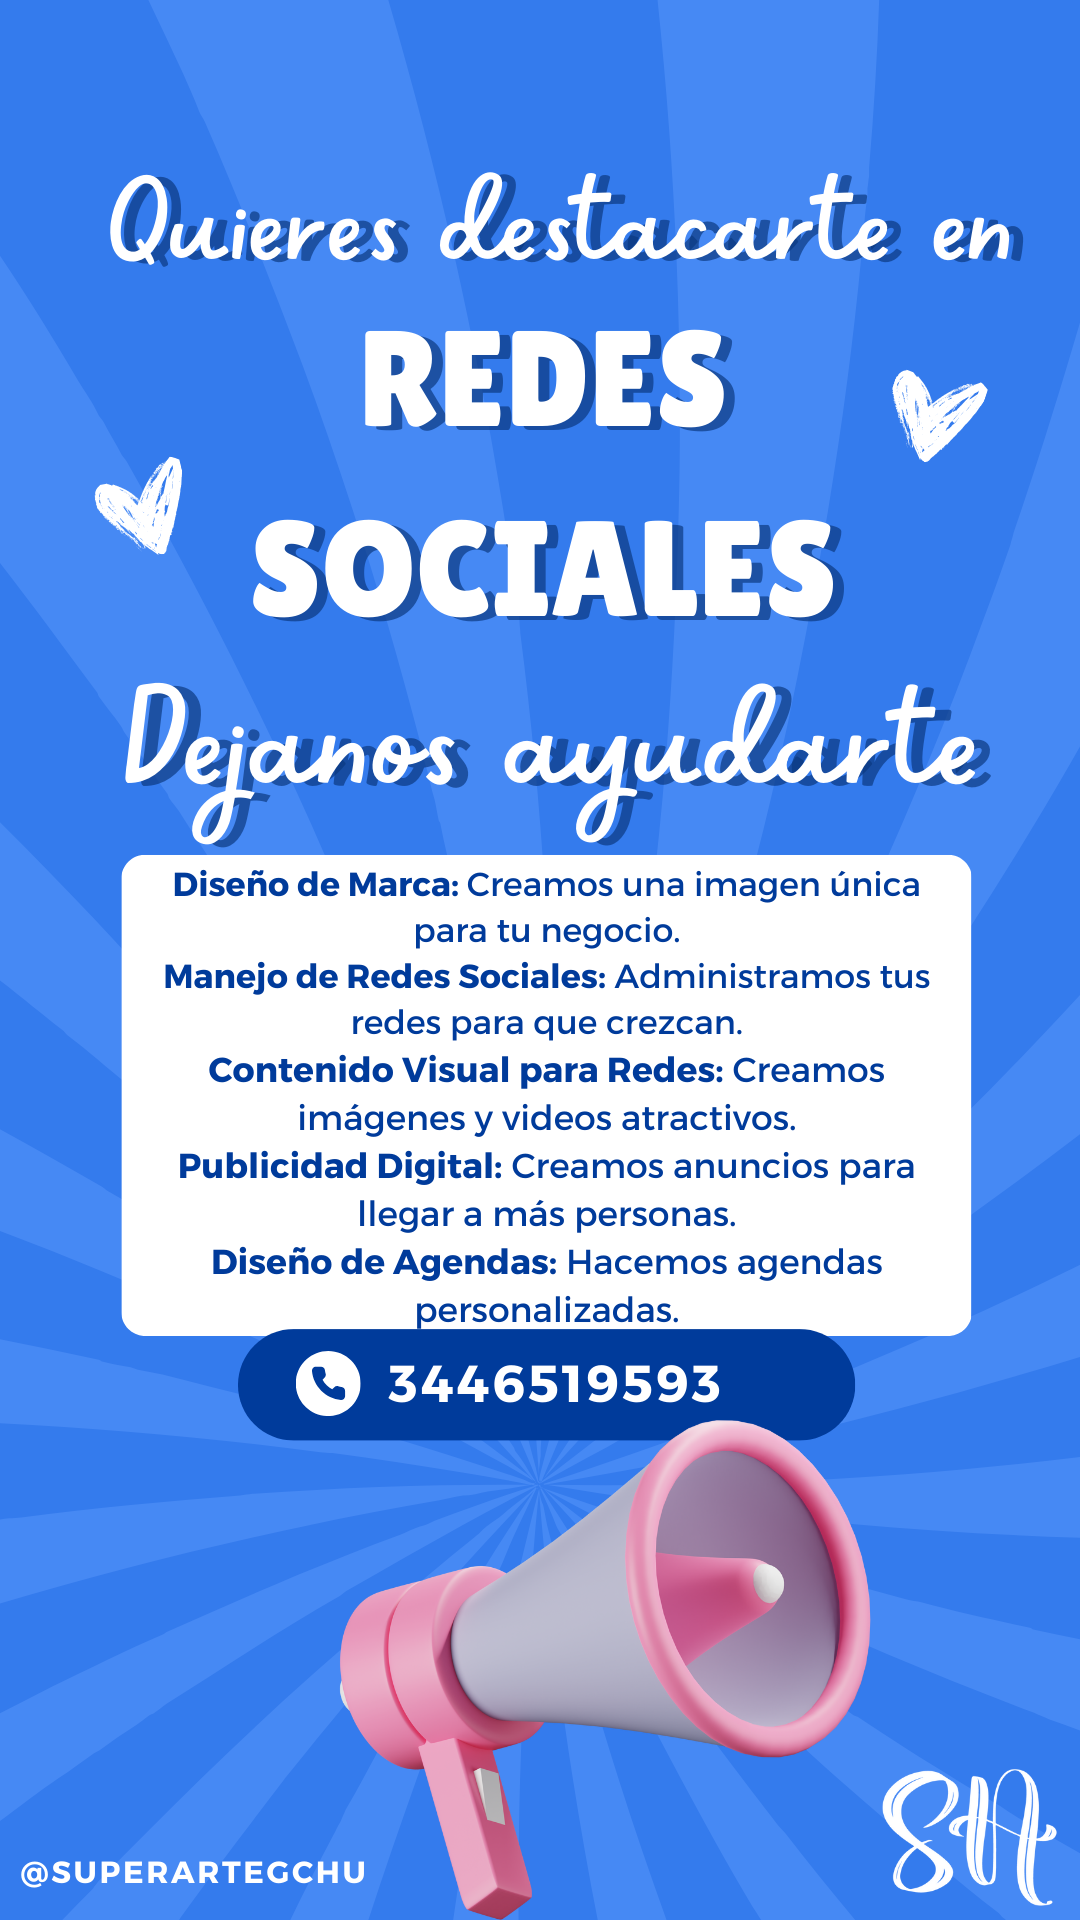 Quieres destacarte en
REDES
SOCIALES
Dejanos ayudarte
Diseño de Marca: Creamos una imagen única
para tu negocio.
Manejo de Redes Sociales: Administramos tus
redes para que crezcan.
Contenido Visual para Redes: Creamos
imágenes y videos atractivos.
Publicidad Digital: Creamos anuncios para
llegar a más personas.
Diseño de Agendas: Hacemos agendas
personalizadas.
3446519593
@SUPERARTEGCHU
SA